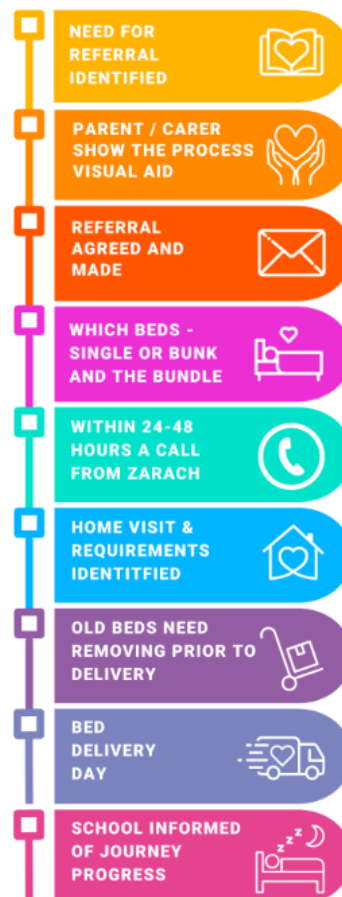 NEED FOR
REFERRAL
IDENTIFIED
PARENT / CARER
SHOW THE PROCESS
VISUAL AID
REFERRAL
AGREED AND
MADE
WHICH BEDS -
SINGLE OR BUNK
AND THE BUNDLE
WITHIN 24-48
HOURS A CALL
FROM ZARACH
HOME VISIT &
REQUIREMENTS
IDENTITFIED
OLD BEDS NEED
REMOVING PRIOR TO
DELIVERY
BED
DELIVERY
DAY
SCHOOL INFORMED
OF JOURNEY
PROGRESS
z z z